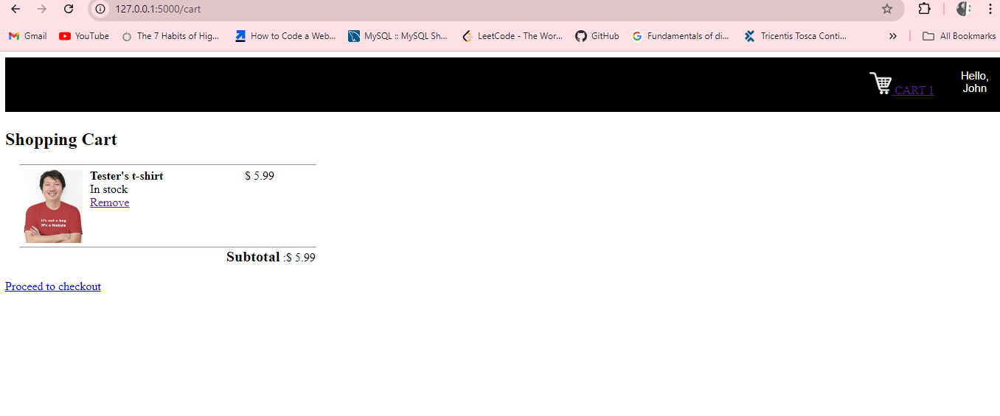 127.0.0.1:5000/cart
Gmail YouTube The 7 Habits of Hig... How to Code a Web... MySQL :: MySQL Sh... LeetCode - The Wor... GitHub Fundamentals of di... Tricentis Tosca Conti... » All Bookmarks
CART 1
Hello,
John
Shopping Cart
Tester's t-shirt $ 5.99
In stock
Remove
It's not a bug
it's a feature
Subtotal :$ 5.99
Proceed to checkout